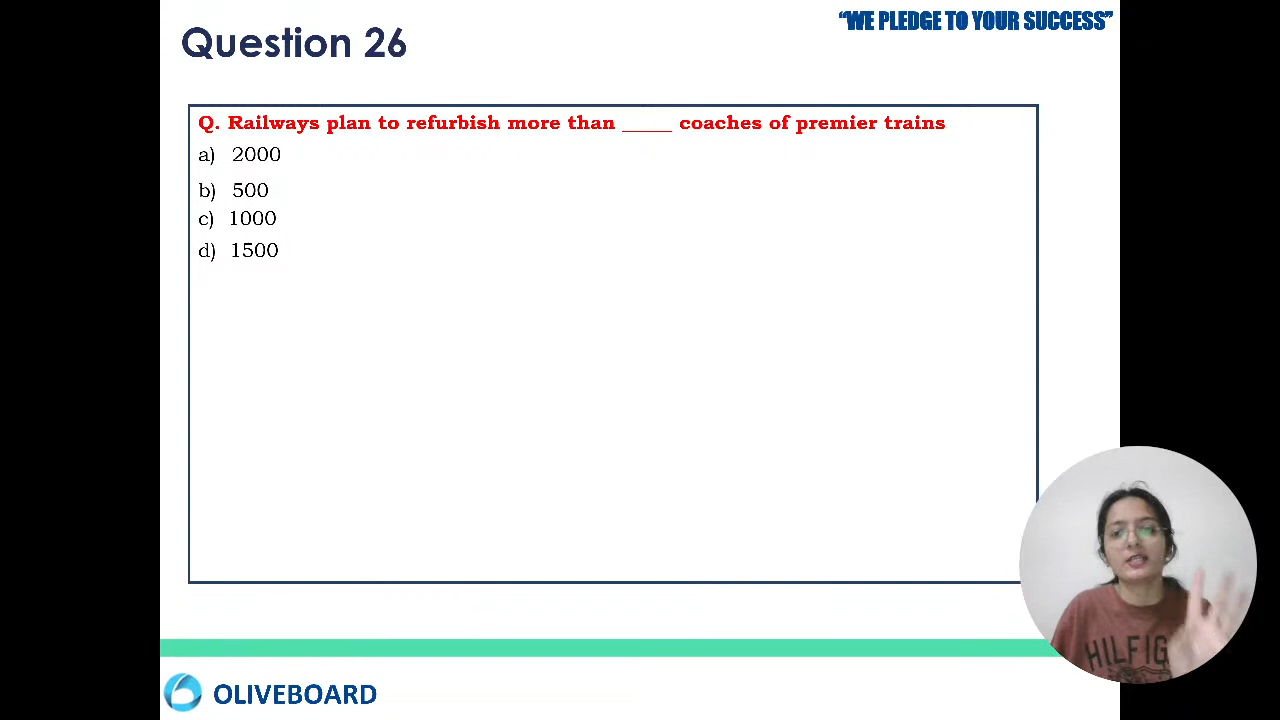 “WE PLEDGE TO YOUR SUCCESS”
Question 26
Q. Railways plan to refurbish more than _____ coaches of premier trains
a) 2000
b) 500
c) 1000
d) 1500
HILFIG
OLIVEBOARD